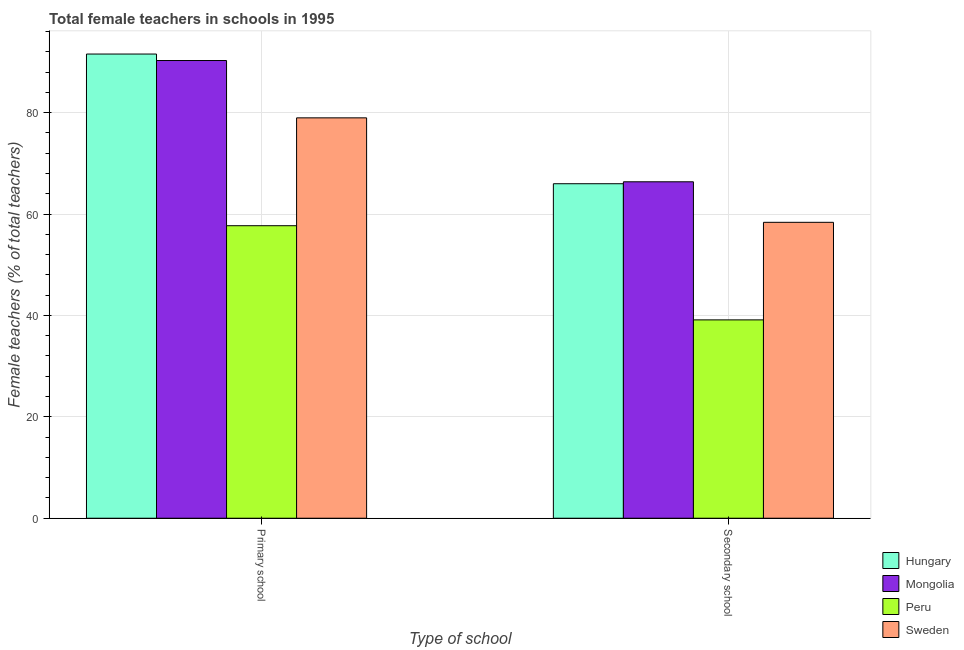 Total female teachers in schools in 1995
Female teachers (% of total teachers)
80
60
40
20
0
Primary school
Secondary school
Type of school
Hungary
Mongolia
Peru
Sweden